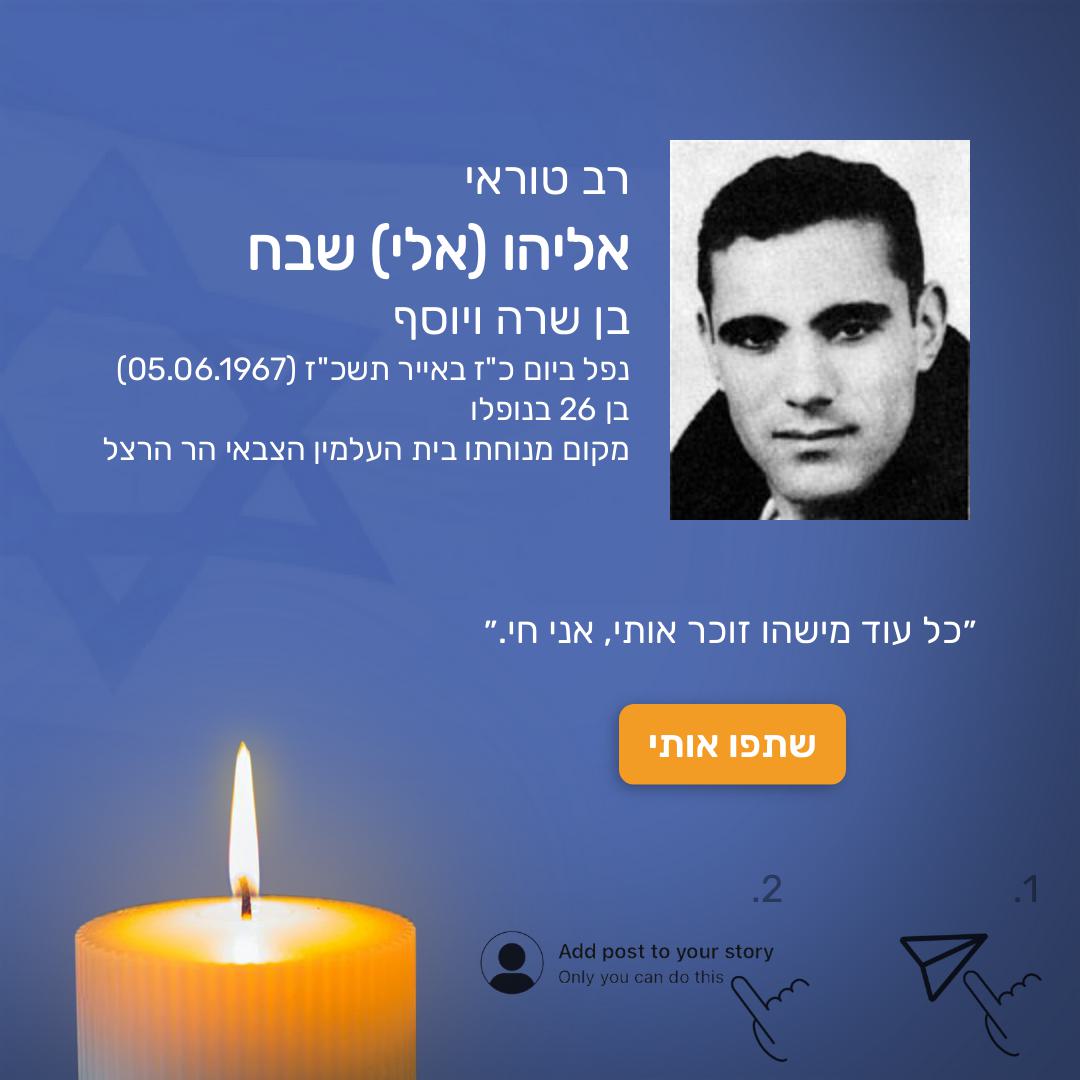 רב טוראי
אליהו (אלי) שבח
בן שרה ויוסף
נפל ביום כ"ז באייר תשכ"ז (05.06.1967)
בן 26 בנופלו
מקום מנוחתו בית העלמין הצבאי הר הרצל
״כל עוד מישהו זוכר אותי, אני חי.״
שתפו אותי
1.
2.
Add post to your story
Only you can do this